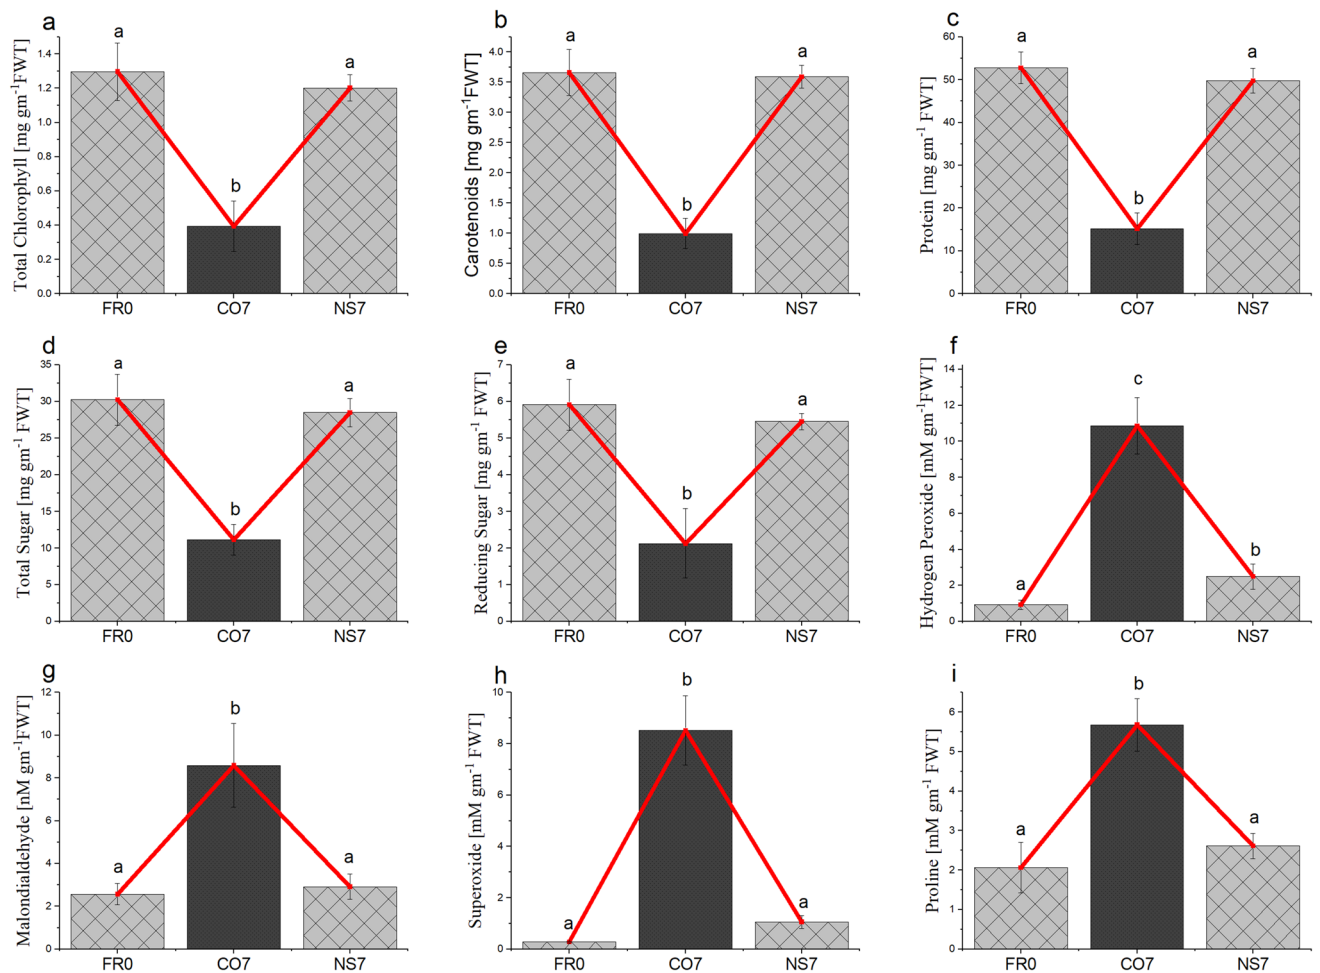 a
Total Chlorophyll [mg gm⁻¹FWT]
1.4
1.2
1.0
0.8
0.6
0.4
0.2
0.0
a
b
a
FR0 CO7 NS7
b
Carotenoids [mg gm⁻¹FWT]
4.0
3.5
3.0
2.5
2.0
1.5
1.0
0.5
0.0
a
b
a
FR0 CO7 NS7
c
Protein [mg gm⁻¹ FWT]
60
50
40
30
20
10
0
a
b
a
FR0 CO7 NS7
d
Total Sugar [mg gm⁻¹ FWT]
35
30
25
20
15
10
5
0
a
b
a
FR0 CO7 NS7
e
Reducing Sugar [mg gm⁻¹ FWT]
7
6
5
4
3
2
1
0
a
b
a
FR0 CO7 NS7
f
Hydrogen Peroxide [mM gm⁻¹FWT]
14
12
10
8
6
4
2
0
a
c
b
FR0 CO7 NS7
g
Malondialdehyde [nM gm⁻¹FWT]
12
10
8
6
4
2
0
a
b
a
FR0 CO7 NS7
h
Superoxide [mM gm⁻¹ FWT]
10
8
6
4
2
0
a
b
a
FR0 CO7 NS7
i
Proline [mM gm⁻¹ FWT]
6
5
4
3
2
1
0
a
b
a
FR0 CO7 NS7